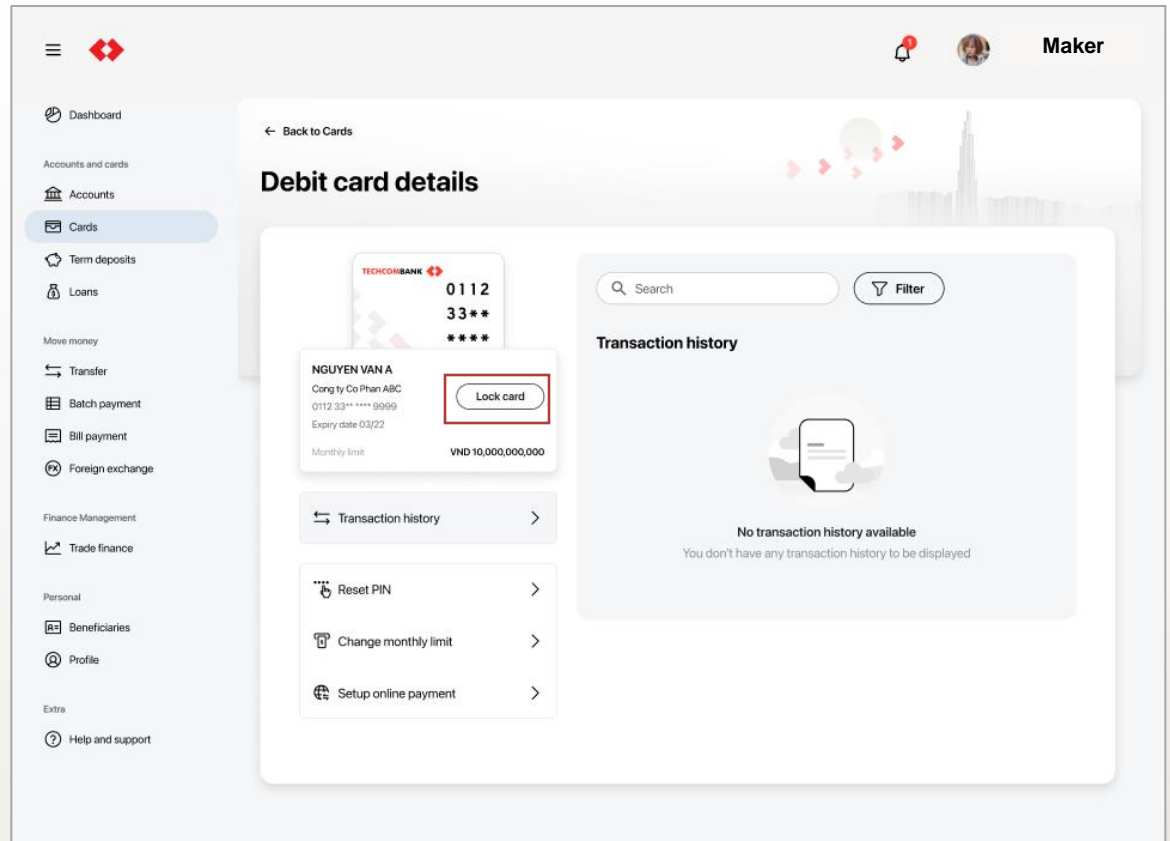 1
Maker
Dashboard
Accounts and cards
Accounts
Cards
Term deposits
Loans
Move money
Transfer
Batch payment
Bill payment
FX
Foreign exchange
Finance Management
Trade finance
Personal
Beneficiaries
Profile
Extra
Help and support
← Back to Cards
Debit card details
TECHCOMBANK
0112
33**
****
NGUYEN VAN A
Cong ty Co Phan ABC
0112 33** **** 9999
Expiry date 03/22
Lock card
Monthly limit VND 10,000,000,000
Transaction history
Reset PIN
Change monthly limit
Setup online payment
Search
Filter
Transaction history
No transaction history available
You don't have any transaction history to be displayed